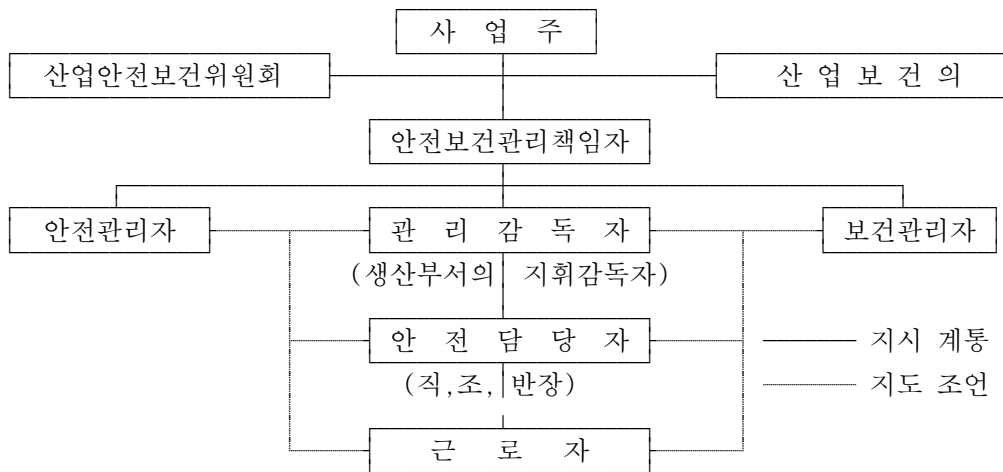 사 업 주
산업안전보건위원회
산 업 보 건 의
안전보건관리책임자
안전관리자
관 리 감 독 자
보건관리자
(생산부서의 지휘감독자)
안 전 담 당 자
지시 계통
(직,조, 반장)
지도 조언
근 로 자